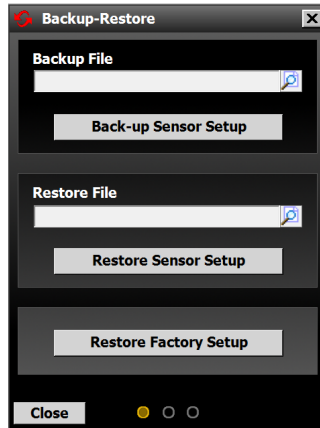 Backup-Restore
Backup File
Back-up Sensor Setup
Restore File
Restore Sensor Setup
Restore Factory Setup
Close